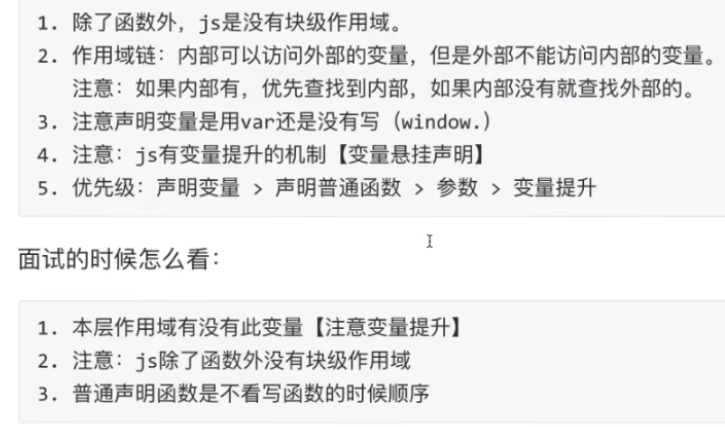 1. 除了函数外，js是没有块级作用域。
2. 作用域链：内部可以访问外部的变量，但是外部不能访问内部的变量。
注意：如果内部有，优先查找到内部，如果内部没有就查找外部的。
3. 注意声明变量是用var还是没有写（window.）
4. 注意：js有变量提升的机制【变量悬挂声明】
5. 优先级：声明变量 > 声明普通函数 > 参数 > 变量提升
面试的时候怎么看：
1. 本层作用域有没有此变量【注意变量提升】
2. 注意：js除了函数外没有块级作用域
3. 普通声明函数是不看写函数的时候顺序